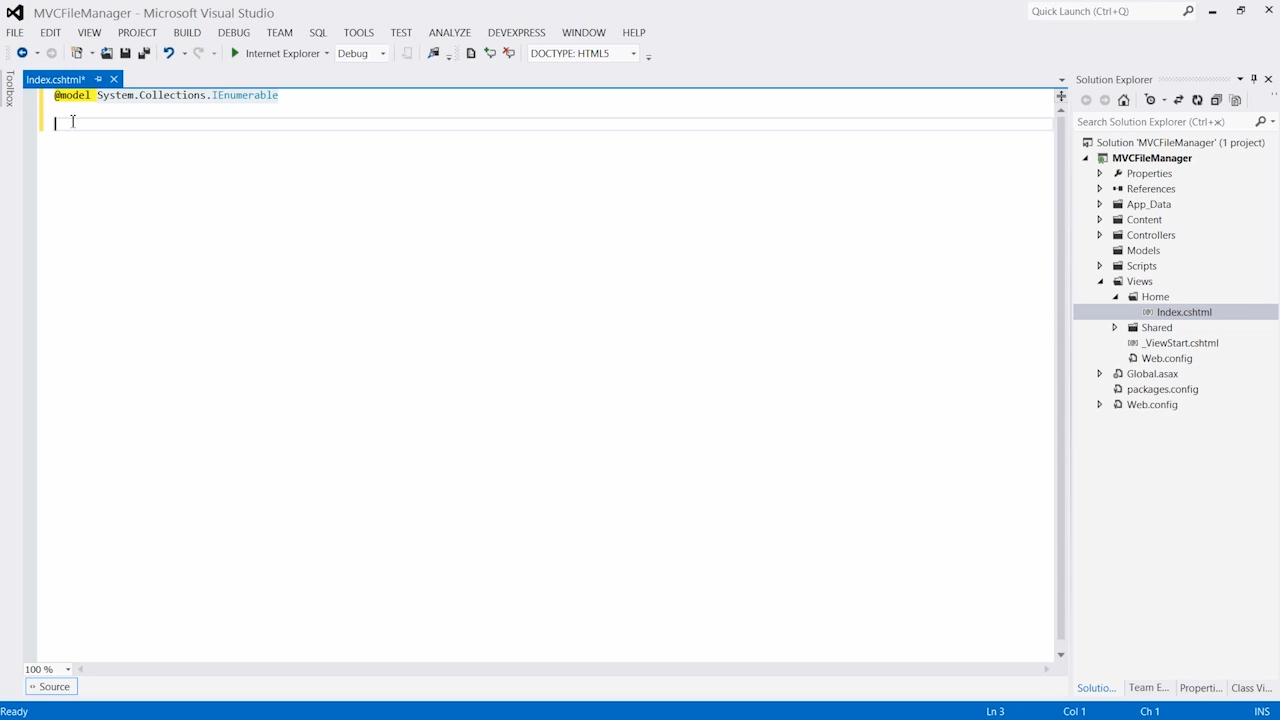 MVCFileManager - Microsoft Visual Studio
Quick Launch (Ctrl+Q)
FILE EDIT VIEW PROJECT BUILD DEBUG TEAM SQL TOOLS TEST ANALYZE DEVEXPRESS WINDOW HELP
Internet Explorer Debug DOCTYPE: HTML5
Toolbox
Index.cshtml*
@model System.Collections.IEnumerable
Solution Explorer
Search Solution Explorer (Ctrl+ж)
Solution 'MVCFileManager' (1 project)
MVCFileManager
Properties
References
App_Data
Content
Controllers
Models
Scripts
Views
Home
Index.cshtml
Shared
_ViewStart.cshtml
Web.config
Global.asax
packages.config
Web.config
100 %
Source
Solutio... Team E... Properti... Class Vi...
Ready Ln 3 Col 1 Ch 1 INS